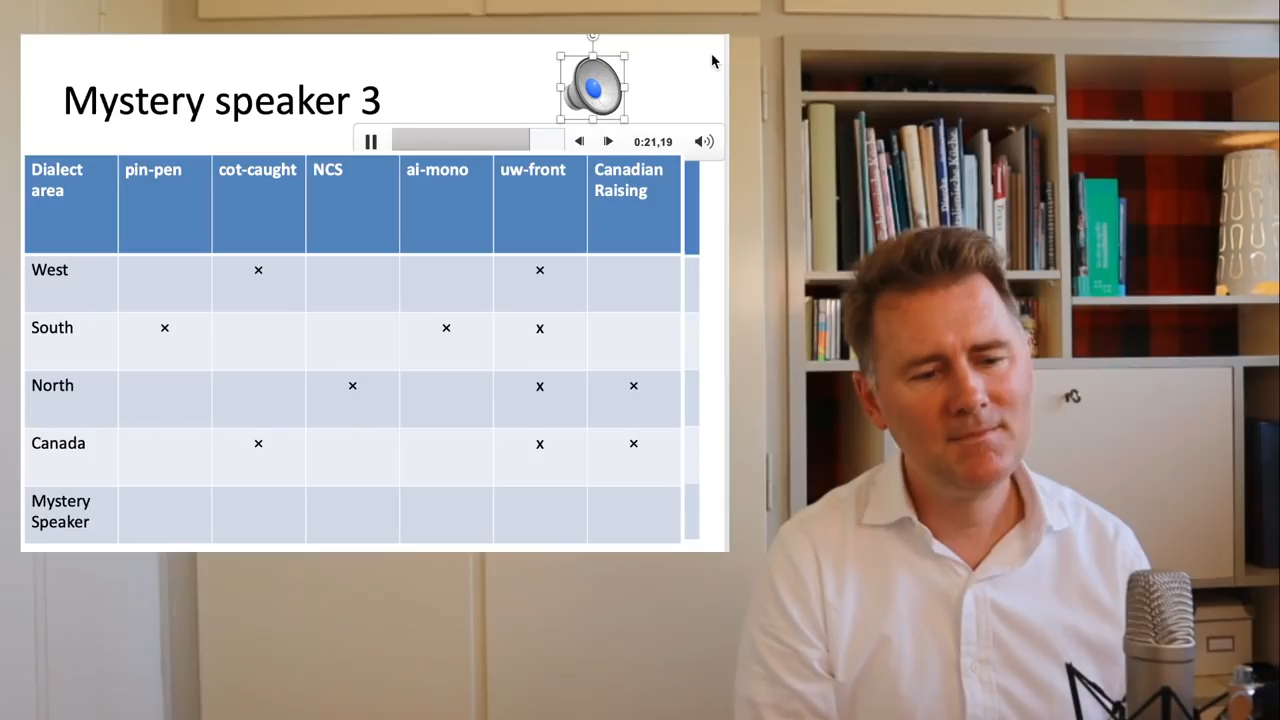 Mystery speaker 3
0:21,19
Dialect area pin-pen cot-caught NCS ai-mono uw-front Canadian Raising
West × ×
South × × x
North × x ×
Canada × x ×
Mystery Speaker